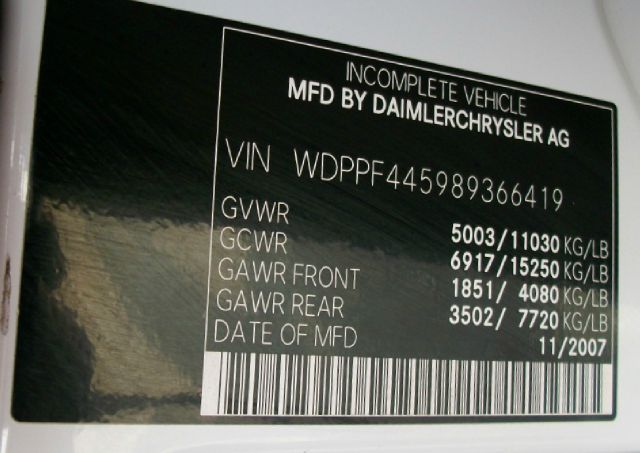 INCOMPLETE VEHICLE
MFD BY DAIMLERCHRYSLER AG
VIN WDPPF445989366419
GVWR 5003/11030 KG/LB
GCWR 6917/15250 KG/LB
GAWR FRONT 1851/ 4080 KG/LB
GAWR REAR 3502/ 7720 KG/LB
DATE OF MFD 11/2007